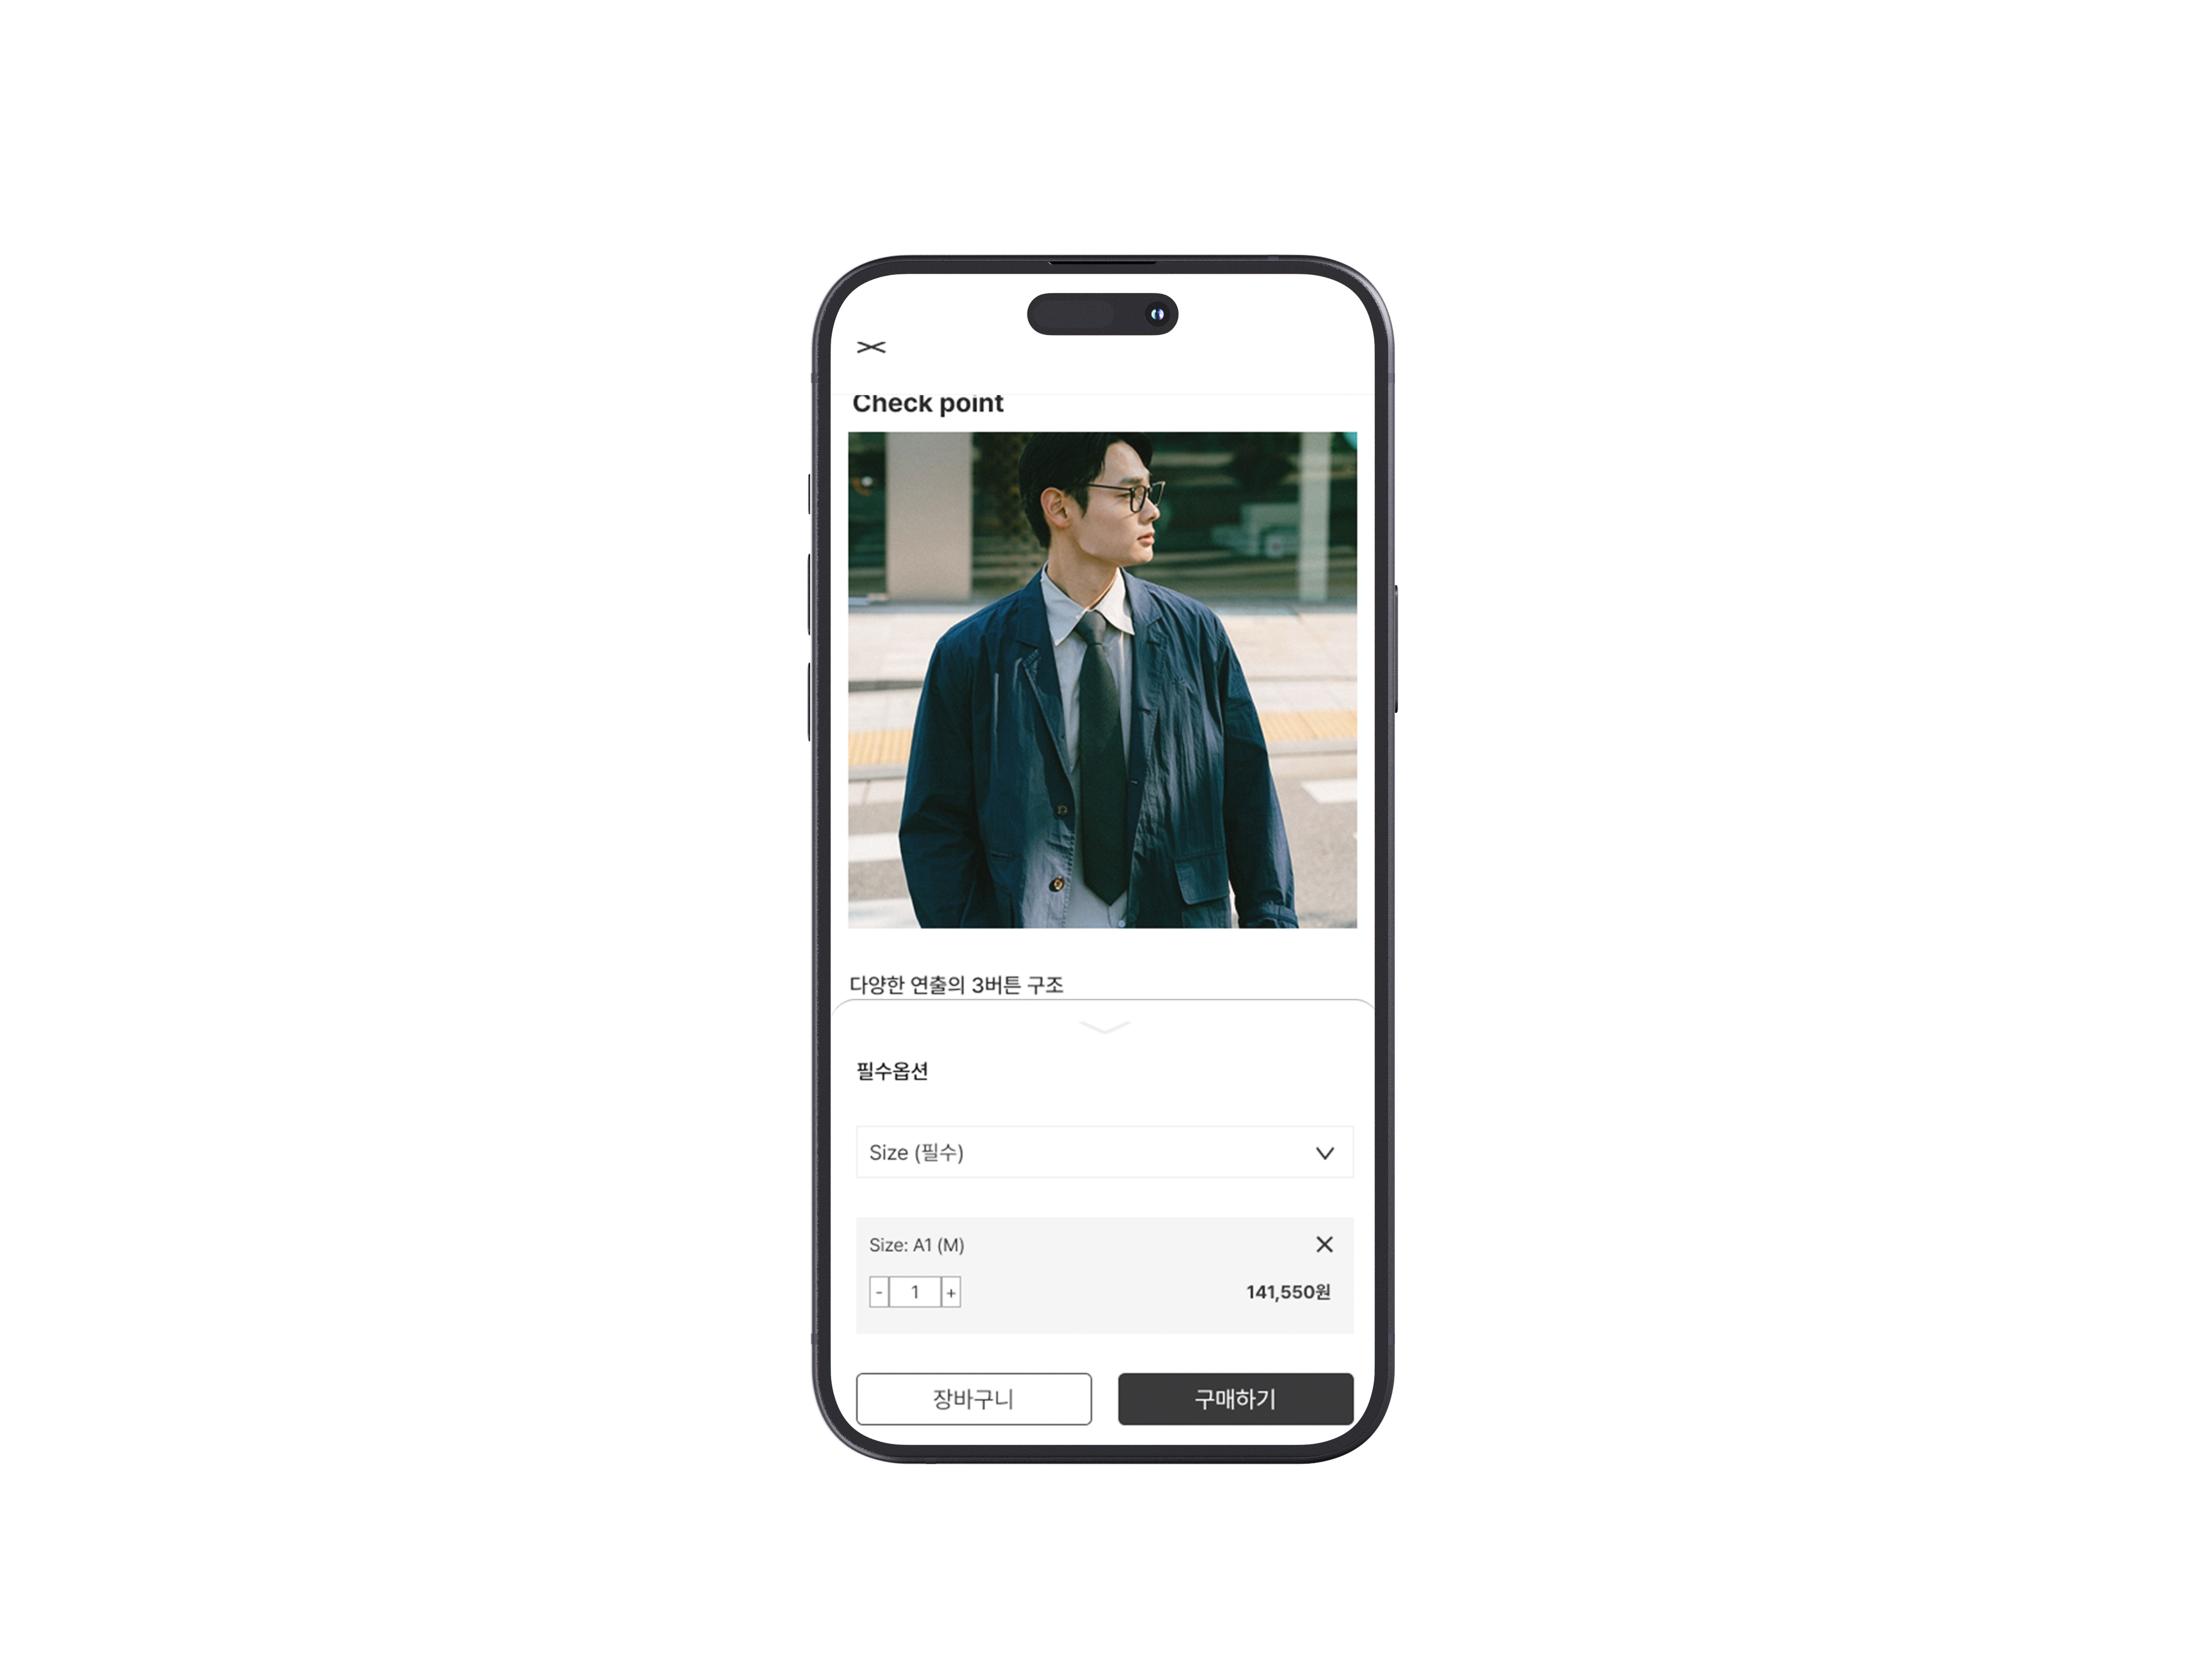 Check point
다양한 연출의 3버튼 구조
필수옵션
Size (필수)
Size: A1 (M)
- 1 +
141,550원
장바구니
구매하기